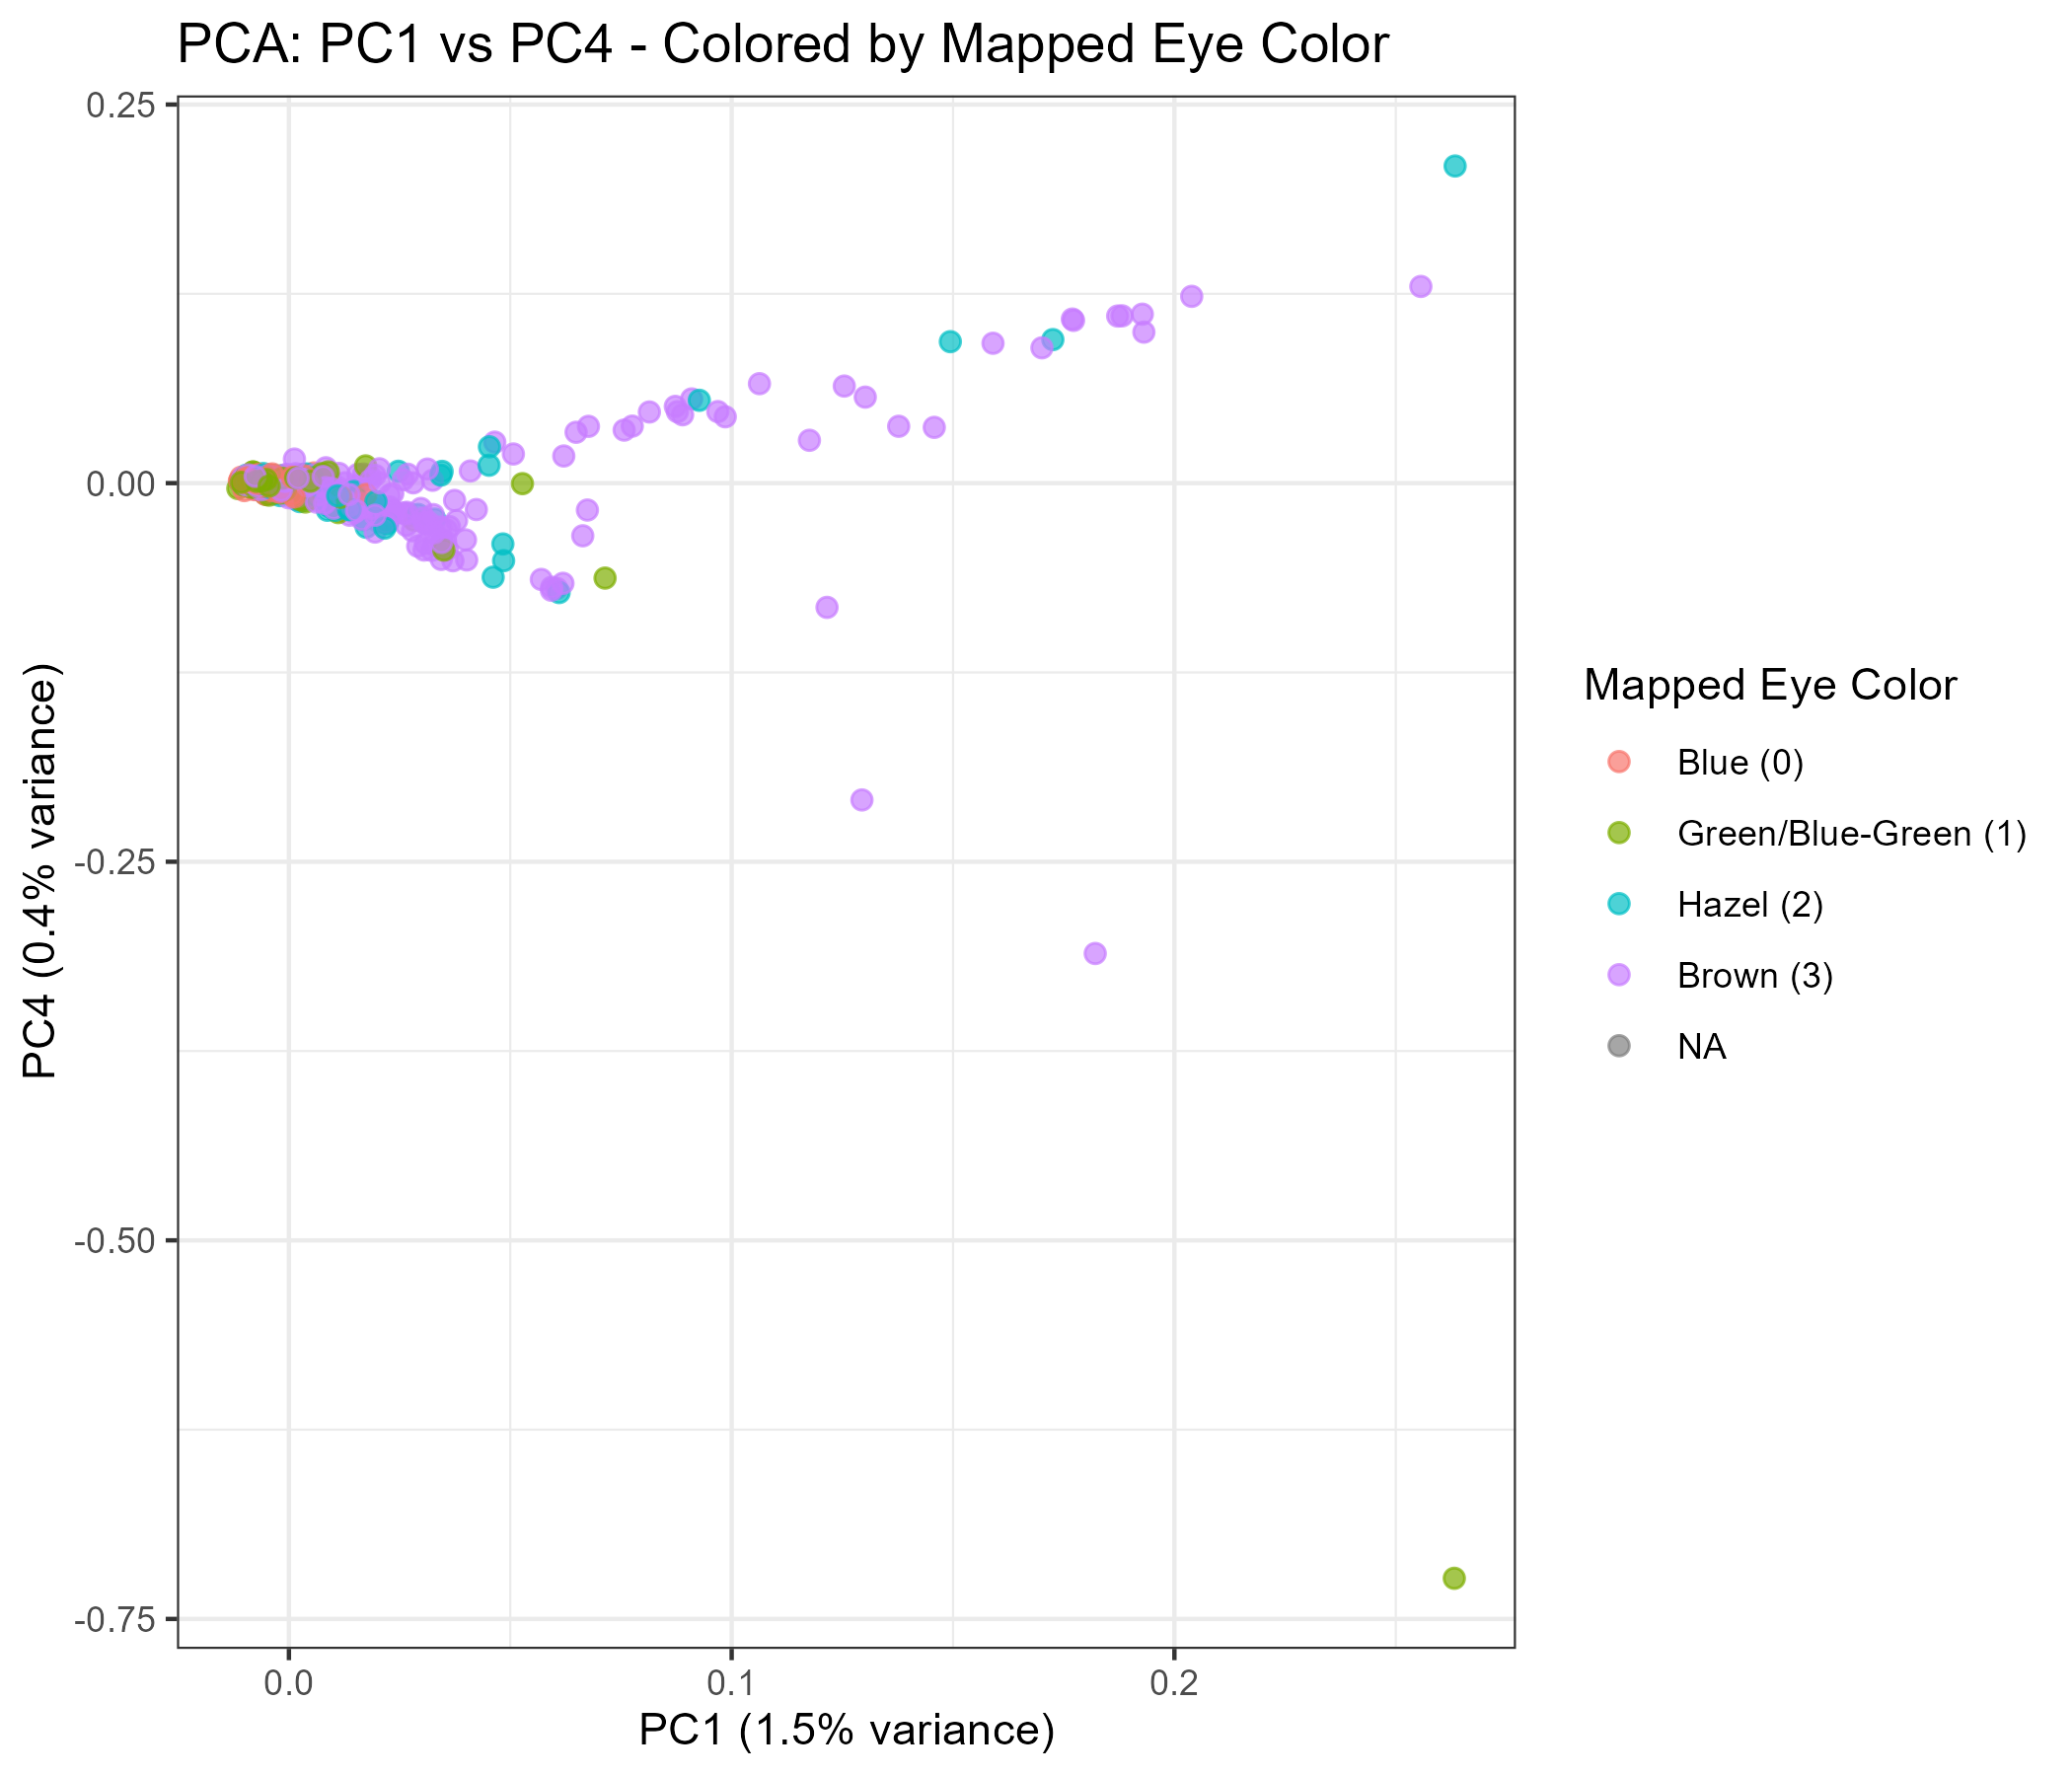 PCA: PC1 vs PC4 - Colored by Mapped Eye Color
0.25
0.00
-0.25
-0.50
-0.75
PC4 (0.4% variance)
0.0
0.1
0.2
PC1 (1.5% variance)
Mapped Eye Color
Blue (0)
Green/Blue-Green (1)
Hazel (2)
Brown (3)
NA